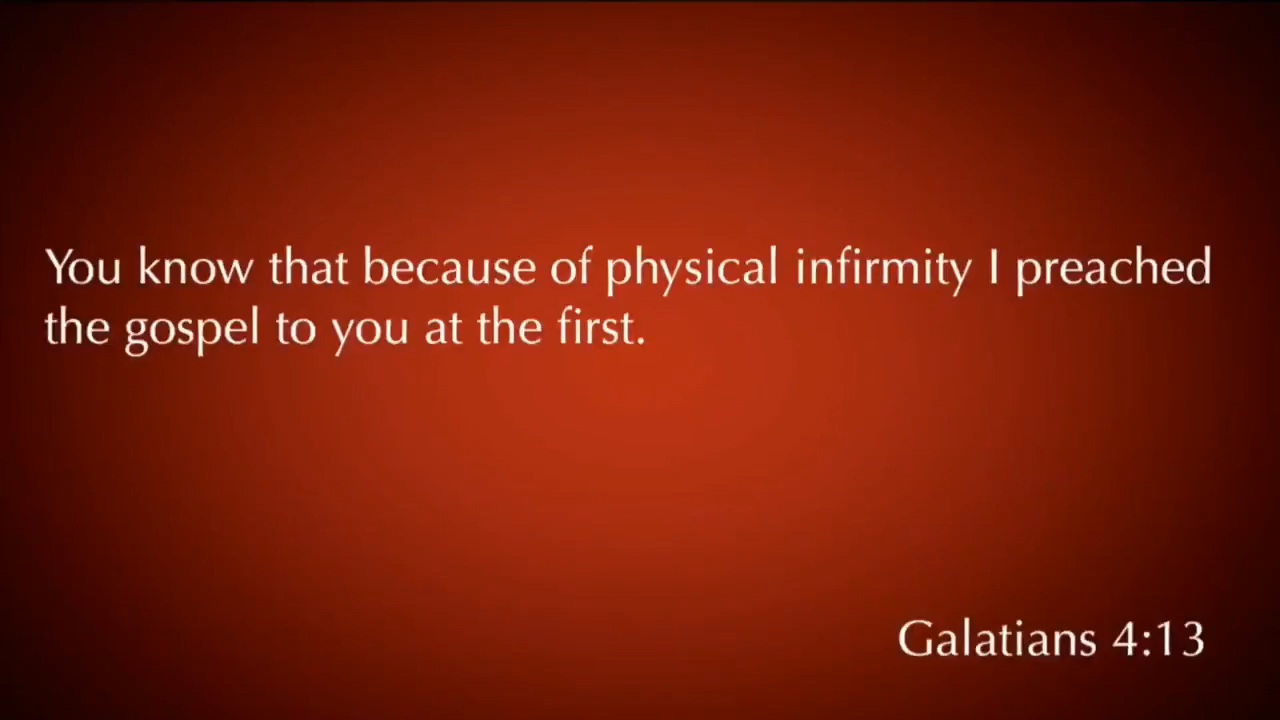 You know that because of physical infirmity I preached
the gospel to you at the first.
Galatians 4:13